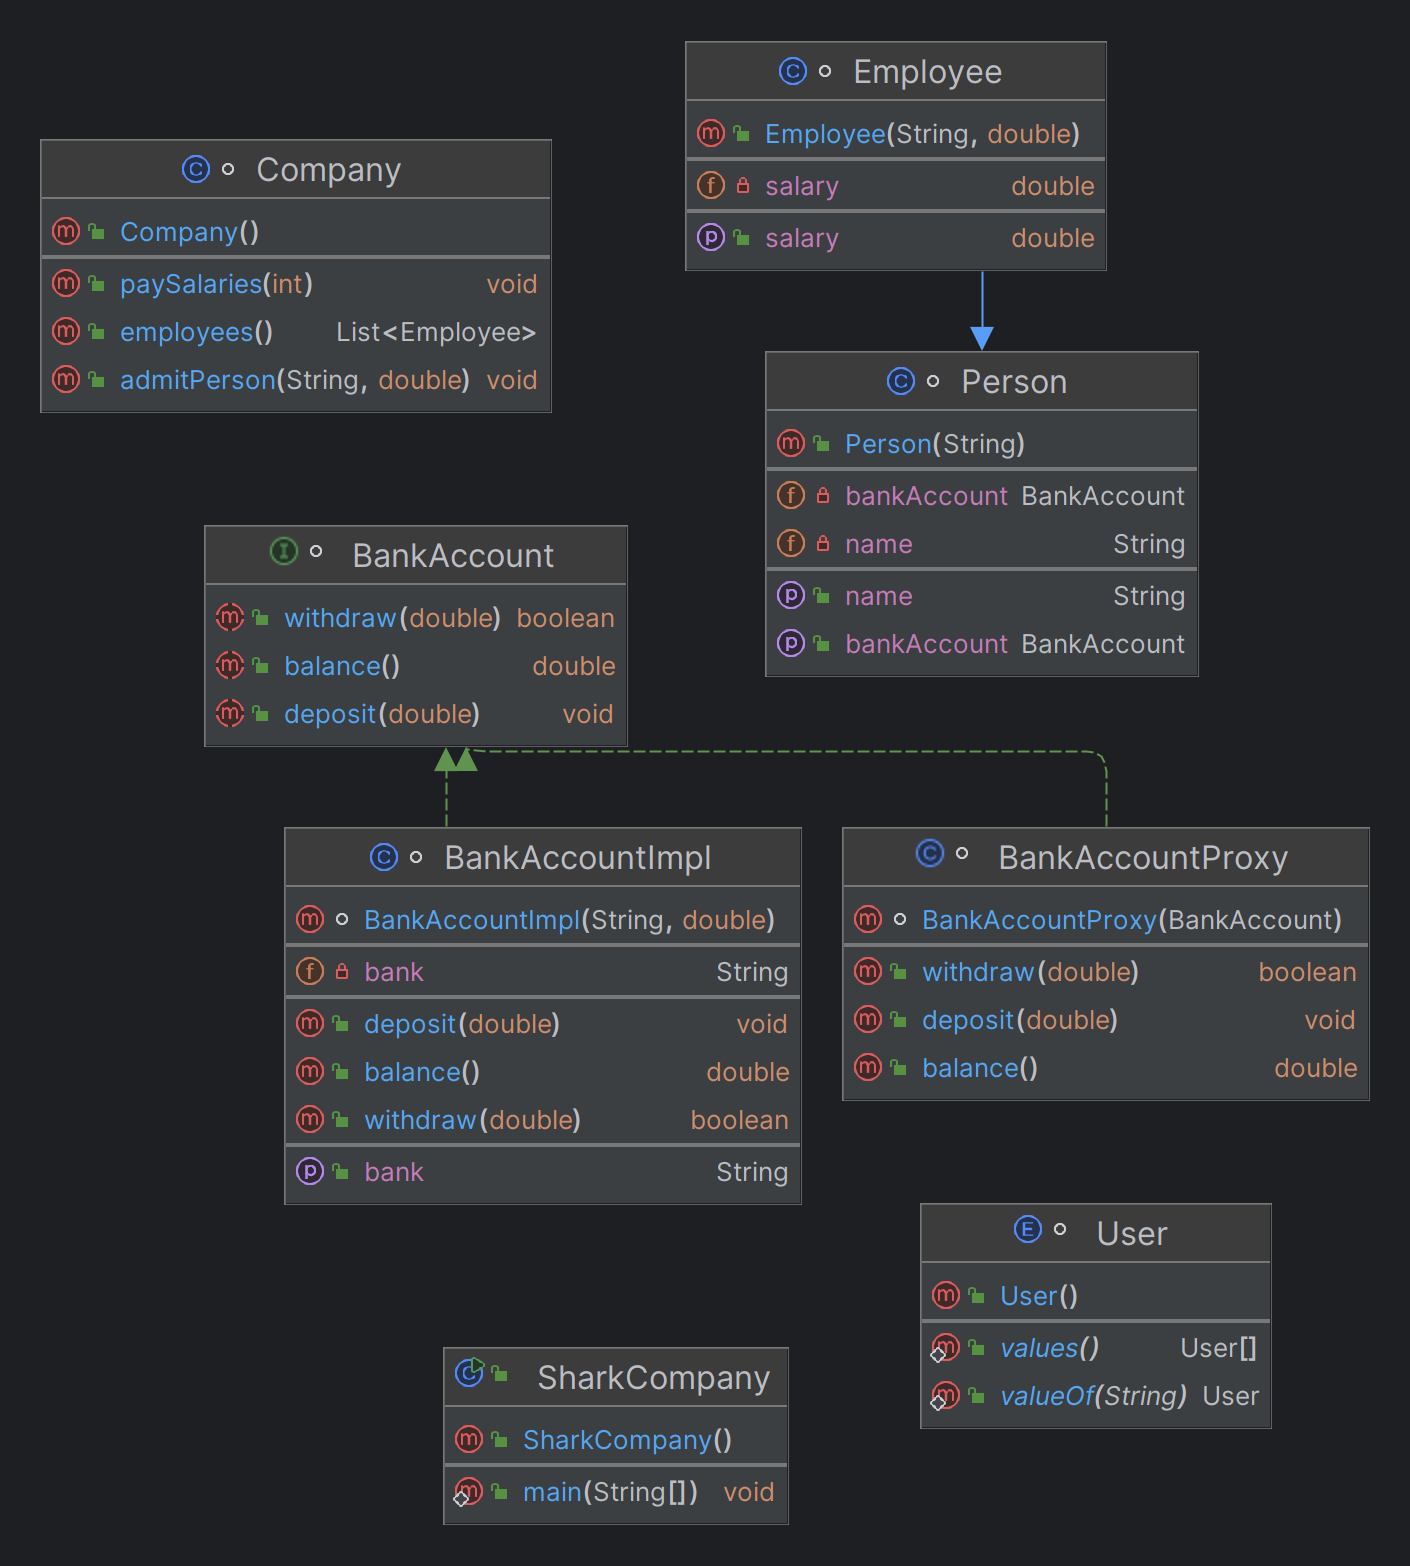 Employee
Employee(String, double)
salary double
salary double
Company
Company()
paySalaries(int) void
employees() List<Employee>
admitPerson(String, double) void
Person
Person(String)
bankAccount BankAccount
name String
name String
bankAccount BankAccount
BankAccount
withdraw(double) boolean
balance() double
deposit(double) void
BankAccountImpl
BankAccountImpl(String, double)
bank String
deposit(double) void
balance() double
withdraw(double) boolean
bank String
BankAccountProxy
BankAccountProxy(BankAccount)
withdraw(double) boolean
deposit(double) void
balance() double
User
User()
values() User[]
valueOf(String) User
SharkCompany
SharkCompany()
main(String[]) void